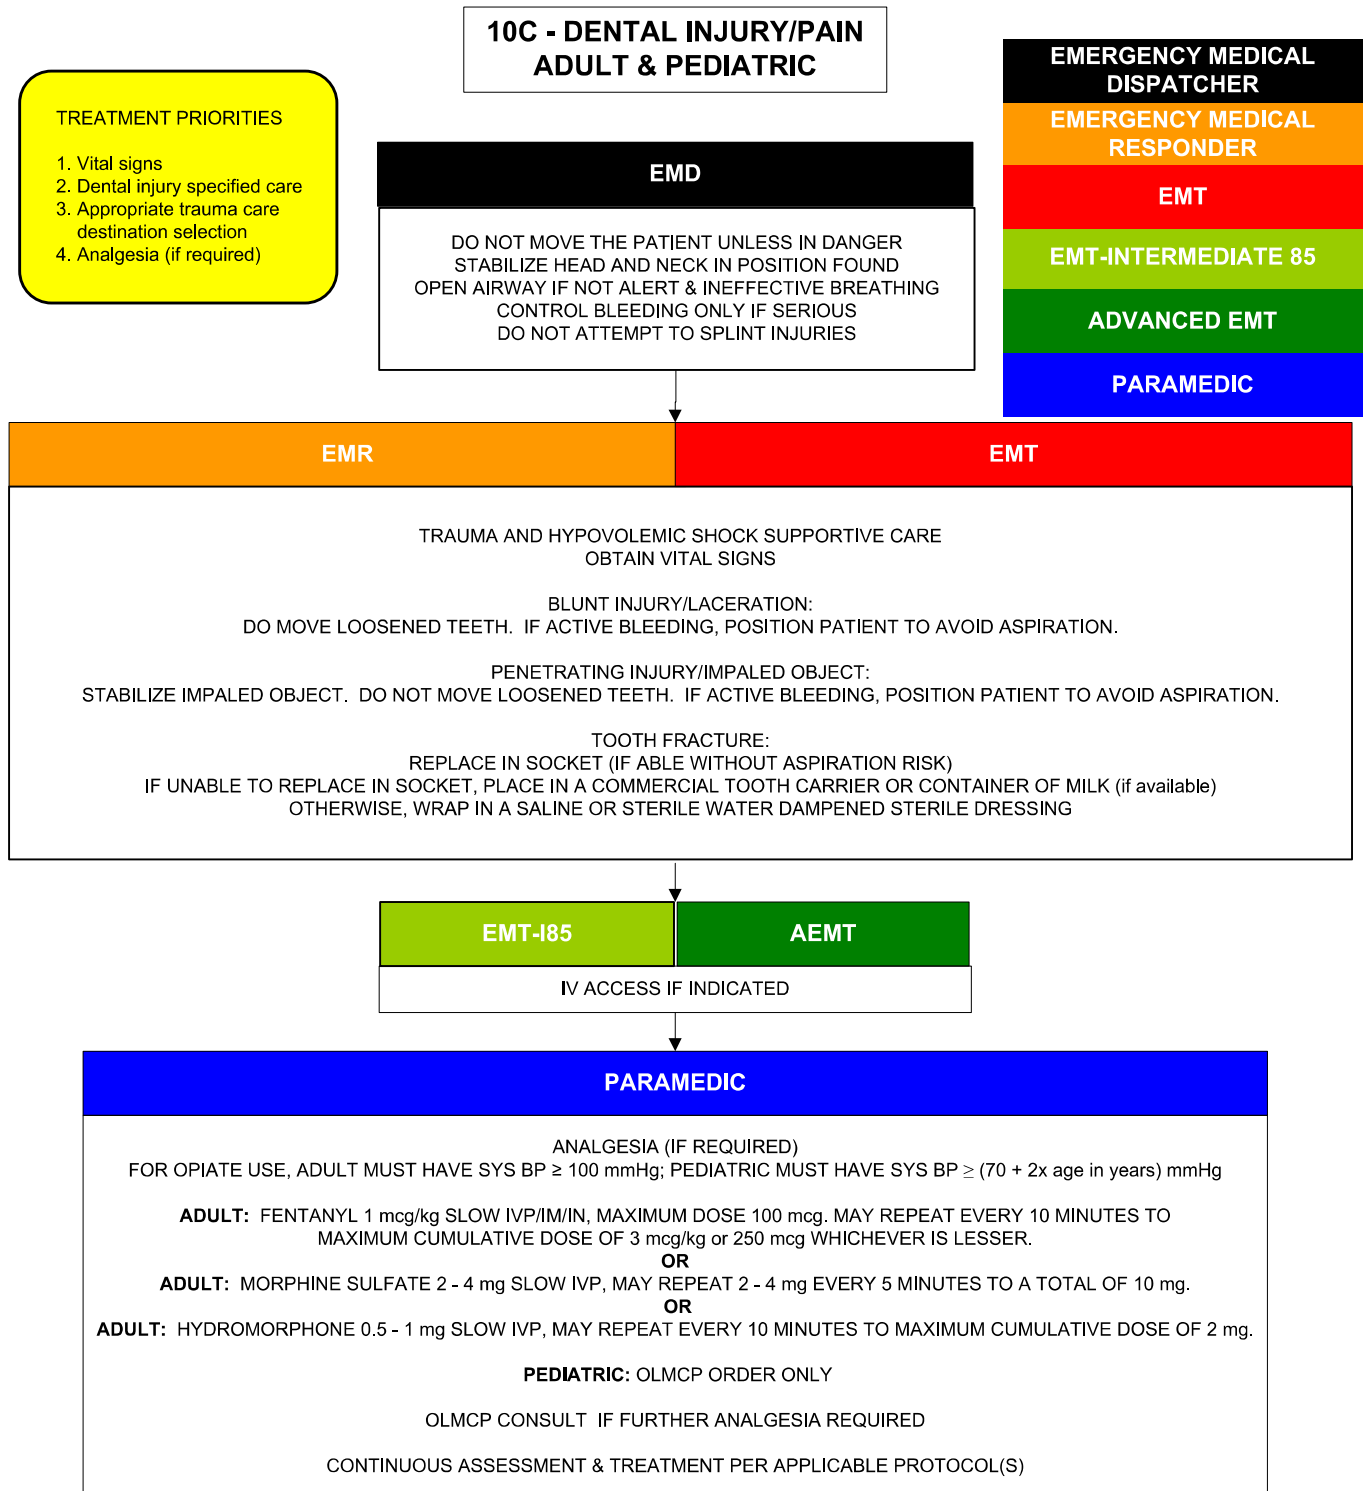 10C - DENTAL INJURY/PAIN
ADULT & PEDIATRIC
TREATMENT PRIORITIES
1. Vital signs
2. Dental injury specified care
3. Appropriate trauma care
destination selection
4. Analgesia (if required)
EMERGENCY MEDICAL
DISPATCHER
EMERGENCY MEDICAL
RESPONDER
EMT
EMT-INTERMEDIATE 85
ADVANCED EMT
PARAMEDIC
EMD
DO NOT MOVE THE PATIENT UNLESS IN DANGER
STABILIZE HEAD AND NECK IN POSITION FOUND
OPEN AIRWAY IF NOT ALERT & INEFFECTIVE BREATHING
CONTROL BLEEDING ONLY IF SERIOUS
DO NOT ATTEMPT TO SPLINT INJURIES
EMR
EMT
TRAUMA AND HYPOVOLEMIC SHOCK SUPPORTIVE CARE
OBTAIN VITAL SIGNS
BLUNT INJURY/LACERATION:
DO MOVE LOOSENED TEETH.  IF ACTIVE BLEEDING, POSITION PATIENT TO AVOID ASPIRATION.
PENETRATING INJURY/IMPALED OBJECT:
STABILIZE IMPALED OBJECT.  DO NOT MOVE LOOSENED TEETH.  IF ACTIVE BLEEDING, POSITION PATIENT TO AVOID ASPIRATION.
TOOTH FRACTURE:
REPLACE IN SOCKET (IF ABLE WITHOUT ASPIRATION RISK)
IF UNABLE TO REPLACE IN SOCKET, PLACE IN A COMMERCIAL TOOTH CARRIER OR CONTAINER OF MILK (if available)
OTHERWISE, WRAP IN A SALINE OR STERILE WATER DAMPENED STERILE DRESSING
EMT-I85
AEMT
IV ACCESS IF INDICATED
PARAMEDIC
ANALGESIA (IF REQUIRED)
FOR OPIATE USE, ADULT MUST HAVE SYS BP ≥ 100 mmHg; PEDIATRIC MUST HAVE SYS BP ≥ (70 + 2x age in years) mmHg
ADULT:  FENTANYL 1 mcg/kg SLOW IVP/IM/IN, MAXIMUM DOSE 100 mcg. MAY REPEAT EVERY 10 MINUTES TO
MAXIMUM CUMULATIVE DOSE OF 3 mcg/kg or 250 mcg WHICHEVER IS LESSER.
OR
ADULT:  MORPHINE SULFATE 2 - 4 mg SLOW IVP, MAY REPEAT 2 - 4 mg EVERY 5 MINUTES TO A TOTAL OF 10 mg.
OR
ADULT:  HYDROMORPHONE 0.5 - 1 mg SLOW IVP, MAY REPEAT EVERY 10 MINUTES TO MAXIMUM CUMULATIVE DOSE OF 2 mg.
PEDIATRIC: OLMCP ORDER ONLY
OLMCP CONSULT  IF FURTHER ANALGESIA REQUIRED
CONTINUOUS ASSESSMENT & TREATMENT PER APPLICABLE PROTOCOL(S)